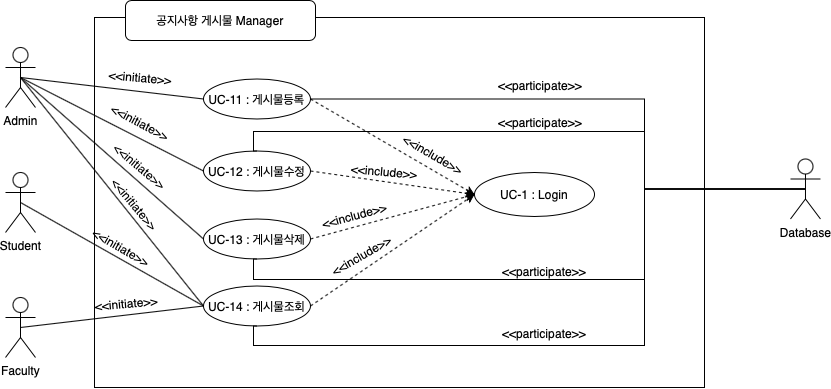 공지사항 게시물 Manager
<<initiate>>
<<participate>>
UC-11 : 게시물등록
Admin
<<initiate>>
<<participate>>
<<include>>
<<initiate>>
UC-12 : 게시물수정
<<include>>
<<initiate>>
UC-1 : Login
<<include>>
Student
<<initiate>>
UC-13 : 게시물삭제
Database
<<include>>
<<participate>>
<<initiate>>
UC-14 : 게시물조회
<<participate>>
Faculty